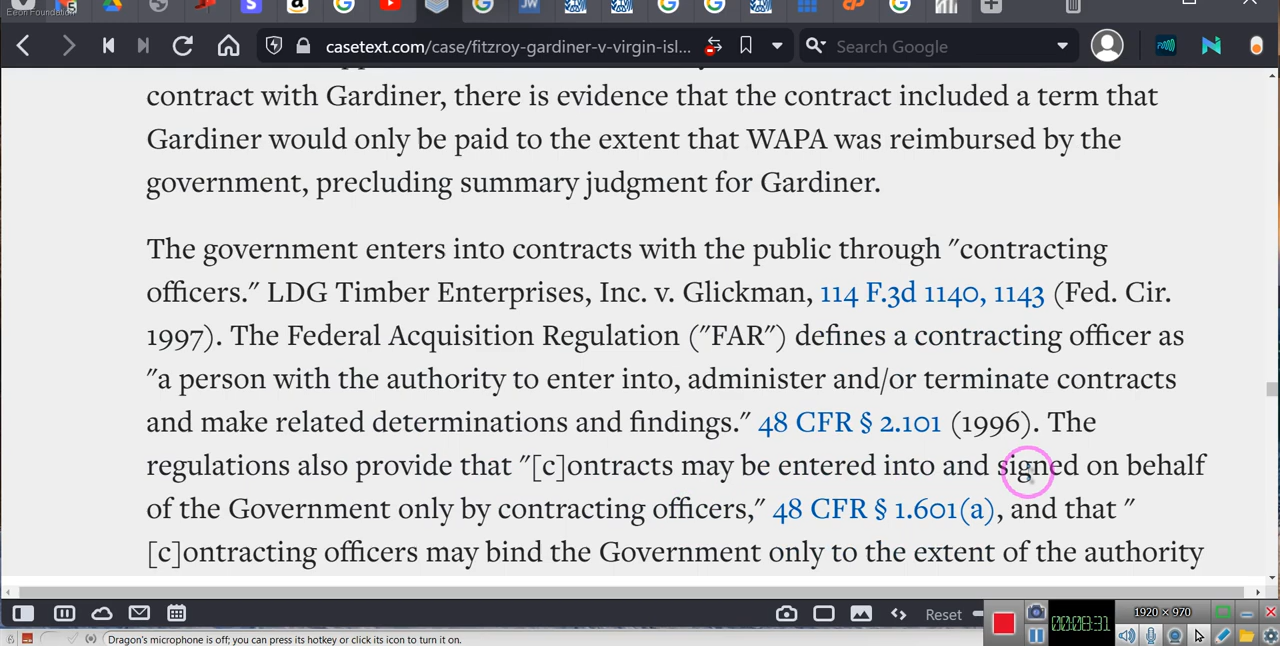 Eeon Foundation
casetext.com/case/fitzroy-gardiner-v-virgin-isl...
Search Google
contract with Gardiner, there is evidence that the contract included a term that
Gardiner would only be paid to the extent that WAPA was reimbursed by the
government, precluding summary judgment for Gardiner.
The government enters into contracts with the public through "contracting
officers." LDG Timber Enterprises, Inc. v. Glickman, 114 F.3d 1140, 1143 (Fed. Cir.
1997). The Federal Acquisition Regulation ("FAR") defines a contracting officer as
"a person with the authority to enter into, administer and/or terminate contracts
and make related determinations and findings." 48 CFR § 2.101 (1996). The
regulations also provide that "[c]ontracts may be entered into and signed on behalf
of the Government only by contracting officers," 48 CFR § 1.601(a), and that "
[c]ontracting officers may bind the Government only to the extent of the authority
Reset
00:08:31
1920 × 970
Dragon's microphone is off; you can press its hotkey or click its icon to turn it on.